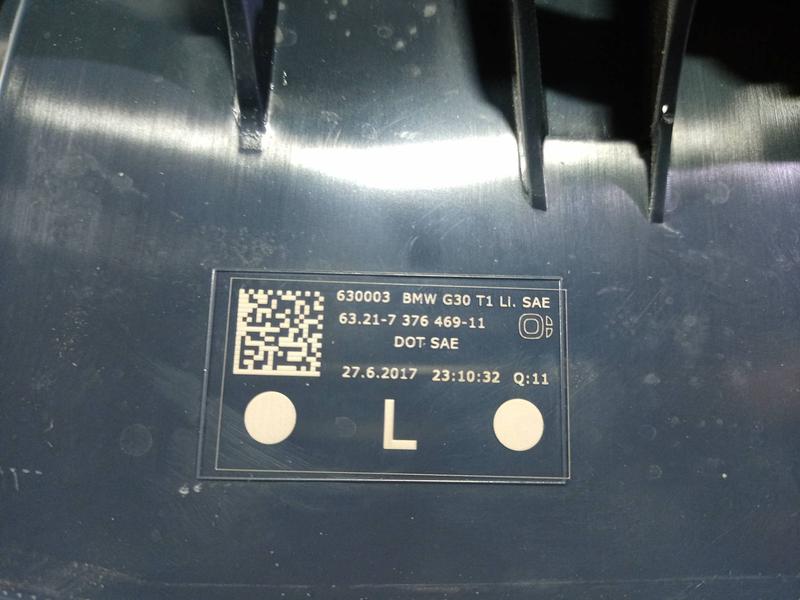 630003 BMW G30 T1 LI. SAE
63.21-7 376 469-11
DOT SAE
27.6.2017 23:10:32 Q:11
L